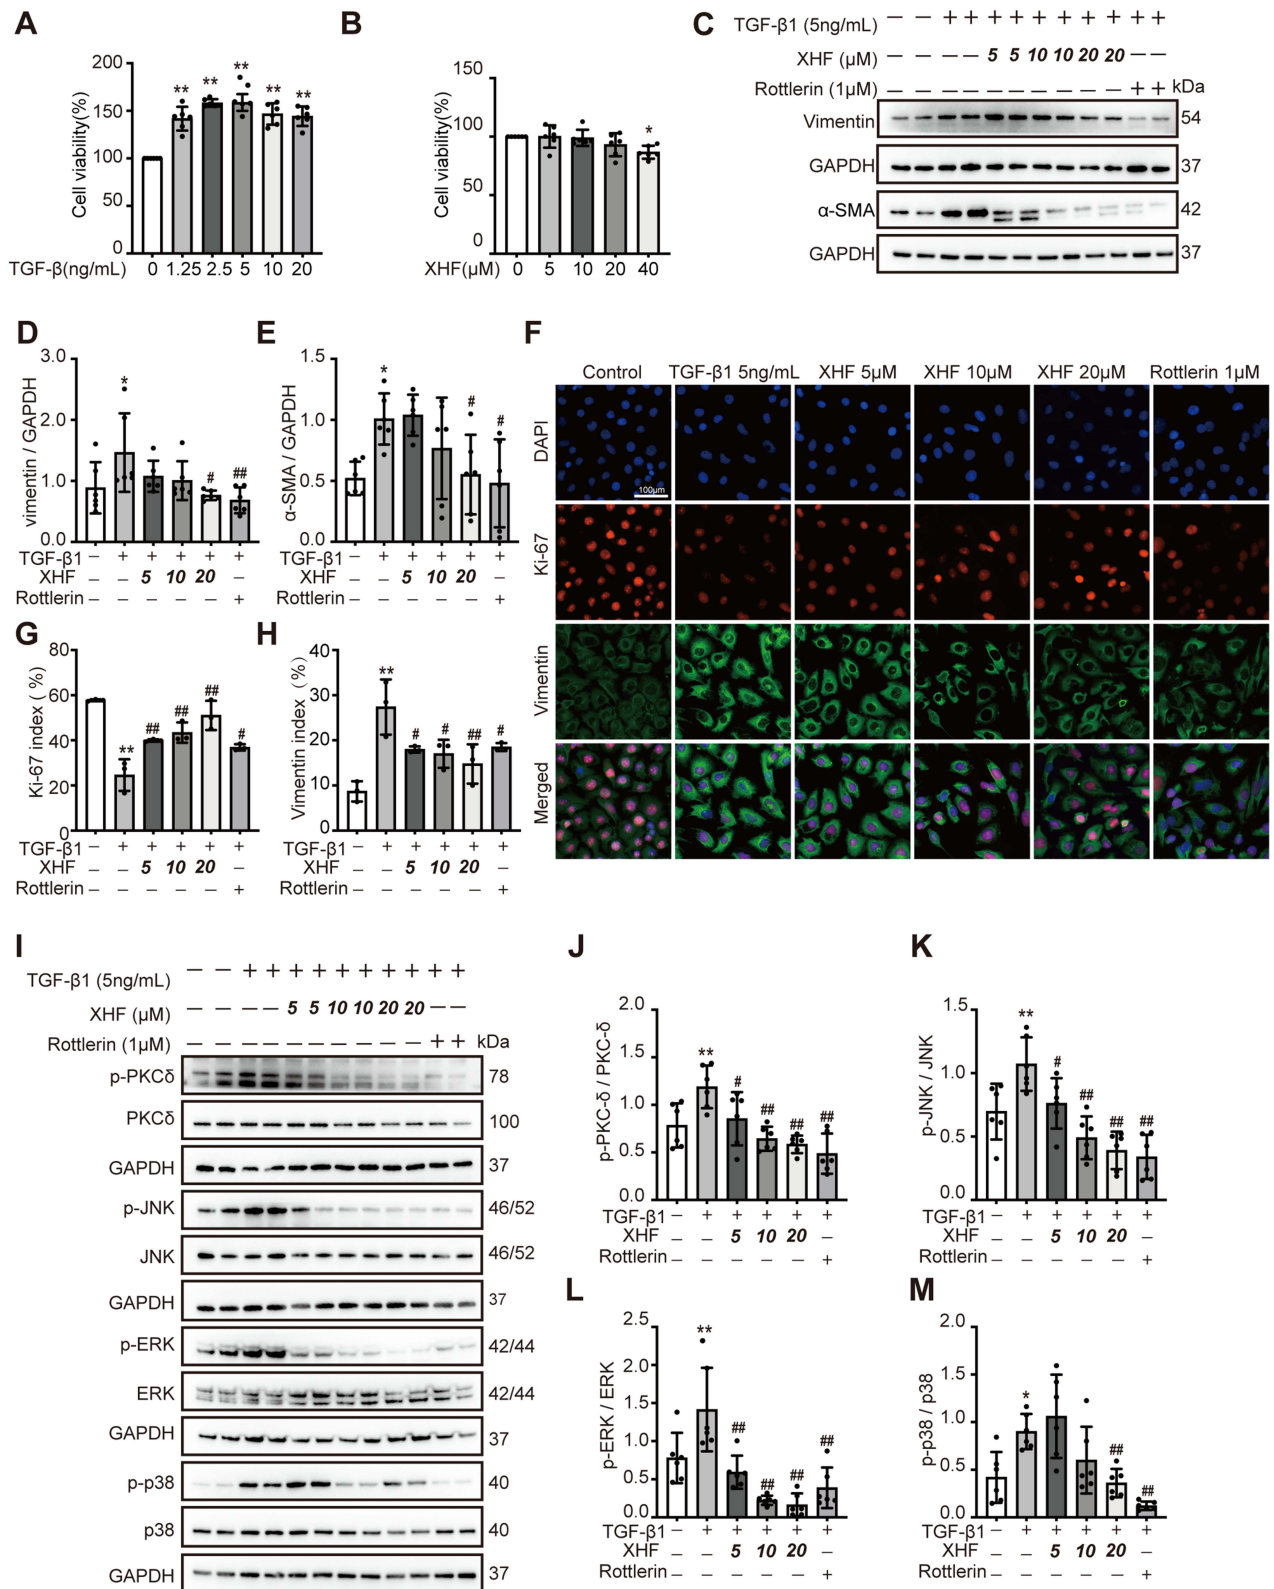 A
Cell viability(%)
200
150
100
50
0
TGF-β(ng/mL) 0 1.25 2.5 5 10 20
** ** ** ** **
B
Cell viability(%)
150
100
50
0
XHF(μM) 0 5 10 20 40
*
C
TGF-β1 (5ng/mL) — — + + + + + + + + + +
XHF (μM) — — — — 5 5 10 10 20 20 — —
Rottlerin (1μM) — — — — — — — — — — + + kDa
Vimentin 54
GAPDH 37
α-SMA 42
GAPDH 37
D
vimentin / GAPDH
3.0
2.0
1.0
0.0
* # ##
TGF-β1 – + + + + +
XHF – – 5 10 20 –
Rottlerin – – – – – +
E
α-SMA / GAPDH
1.5
1.0
0.5
0.0
* # #
TGF-β1 – + + + + +
XHF – – 5 10 20 –
Rottlerin – – – – – +
F
Control TGF-β1 5ng/mL XHF 5μM XHF 10μM XHF 20μM Rottlerin 1μM
DAPI
100μm
Ki-67
Vimentin
Merged
G
Ki-67 index (%)
80
60
40
20
0
** ## ## ## #
TGF-β1 – + + + + +
XHF – – 5 10 20 –
Rottlerin – – – – – +
H
Vimentin index (%)
40
30
20
10
0
** # # ## #
TGF-β1 – + + + + +
XHF – – 5 10 20 –
Rottlerin – – – – – +
I
TGF-β1 (5ng/mL) — — + + + + + + + + + +
XHF (μM) — — — — 5 5 10 10 20 20 — —
Rottlerin (1μM) — — — — — — — — — — + + kDa
p-PKCδ 78
PKCδ 100
GAPDH 37
p-JNK 46/52
JNK 46/52
GAPDH 37
p-ERK 42/44
ERK 42/44
GAPDH 37
p-p38 40
p38 40
GAPDH 37
J
p-PKC-δ / PKC-δ
2.0
1.5
1.0
0.5
0.0
** # ## ## ##
TGF-β1 – + + + + +
XHF – – 5 10 20 –
Rottlerin – – – – – +
K
p-JNK / JNK
1.5
1.0
0.5
0.0
** # ## ## ##
TGF-β1 – + + + + +
XHF – – 5 10 20 –
Rottlerin – – – – – +
L
p-ERK / ERK
2.5
2.0
1.5
1.0
0.5
0.0
** ## ## ## ##
TGF-β1 – + + + + +
XHF – – 5 10 20 –
Rottlerin – – – – – +
M
p-p38 / p38
2.0
1.5
1.0
0.5
0.0
* ## ##
TGF-β1 – + + + + +
XHF – – 5 10 20 –
Rottlerin – – – – – +